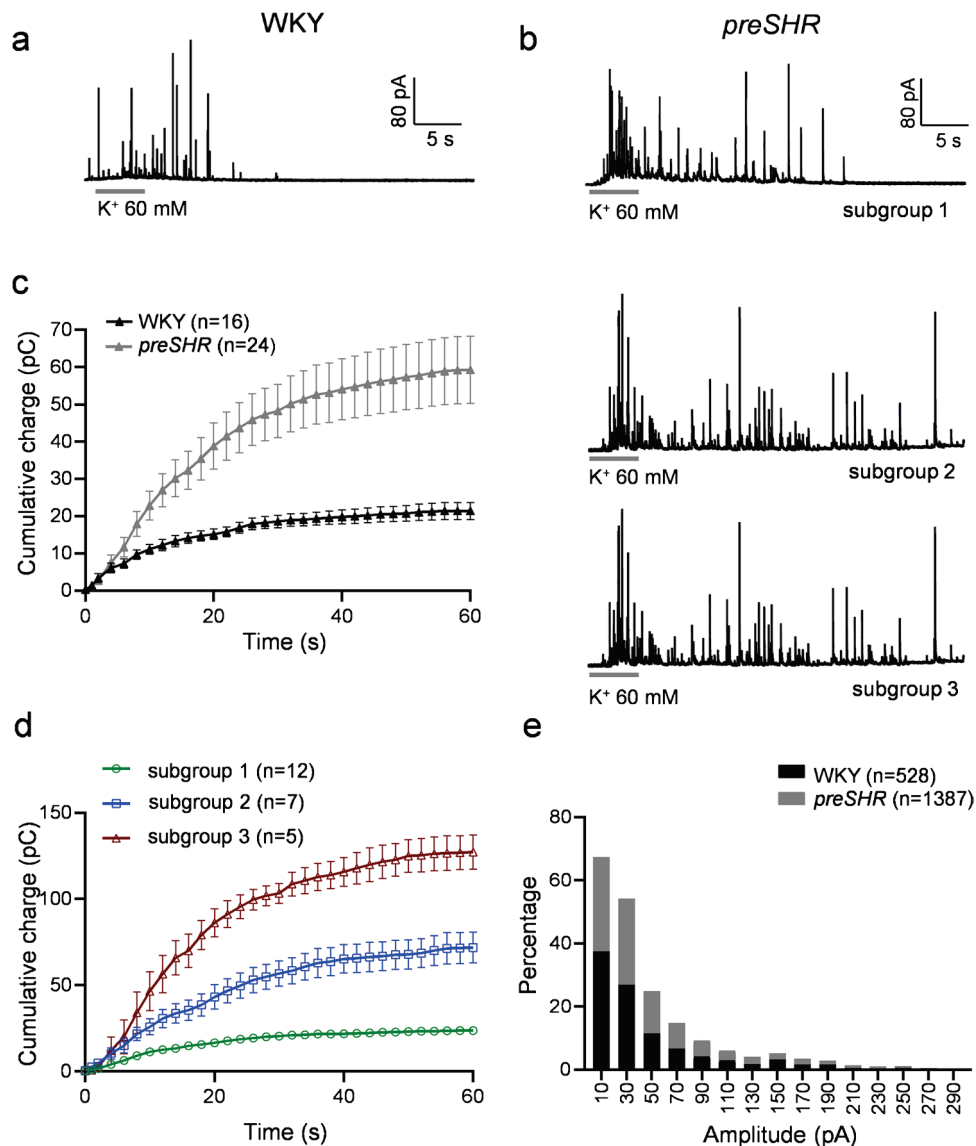 a
WKY
80 pA
5 s
K⁺ 60 mM
b
preSHR
80 pA
5 s
K⁺ 60 mM
subgroup 1
subgroup 2
K⁺ 60 mM
subgroup 3
K⁺ 60 mM
c
WKY (n=16)
preSHR (n=24)
Cumulative charge (pC)
70
60
50
40
30
20
10
0
0 20 40 60
Time (s)
d
subgroup 1 (n=12)
subgroup 2 (n=7)
subgroup 3 (n=5)
Cumulative charge (pC)
150
100
50
0
0 20 40 60
Time (s)
e
WKY (n=528)
preSHR (n=1387)
Percentage
80
60
40
20
0
10 30 50 70 90 110 130 150 170 190 210 230 250 270 290
Amplitude (pA)